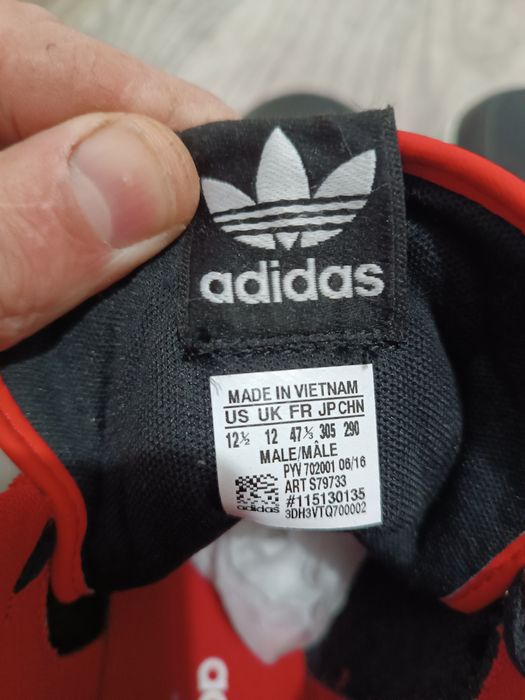 adidas
MADE IN VIETNAM
US UK FR JP CHN
12½ 12 47⅓ 305 290
MALE/MÂLE
PYV 702001 06/16
ART S79733
#115130135
adidas 3DH3VTQ700002
ad